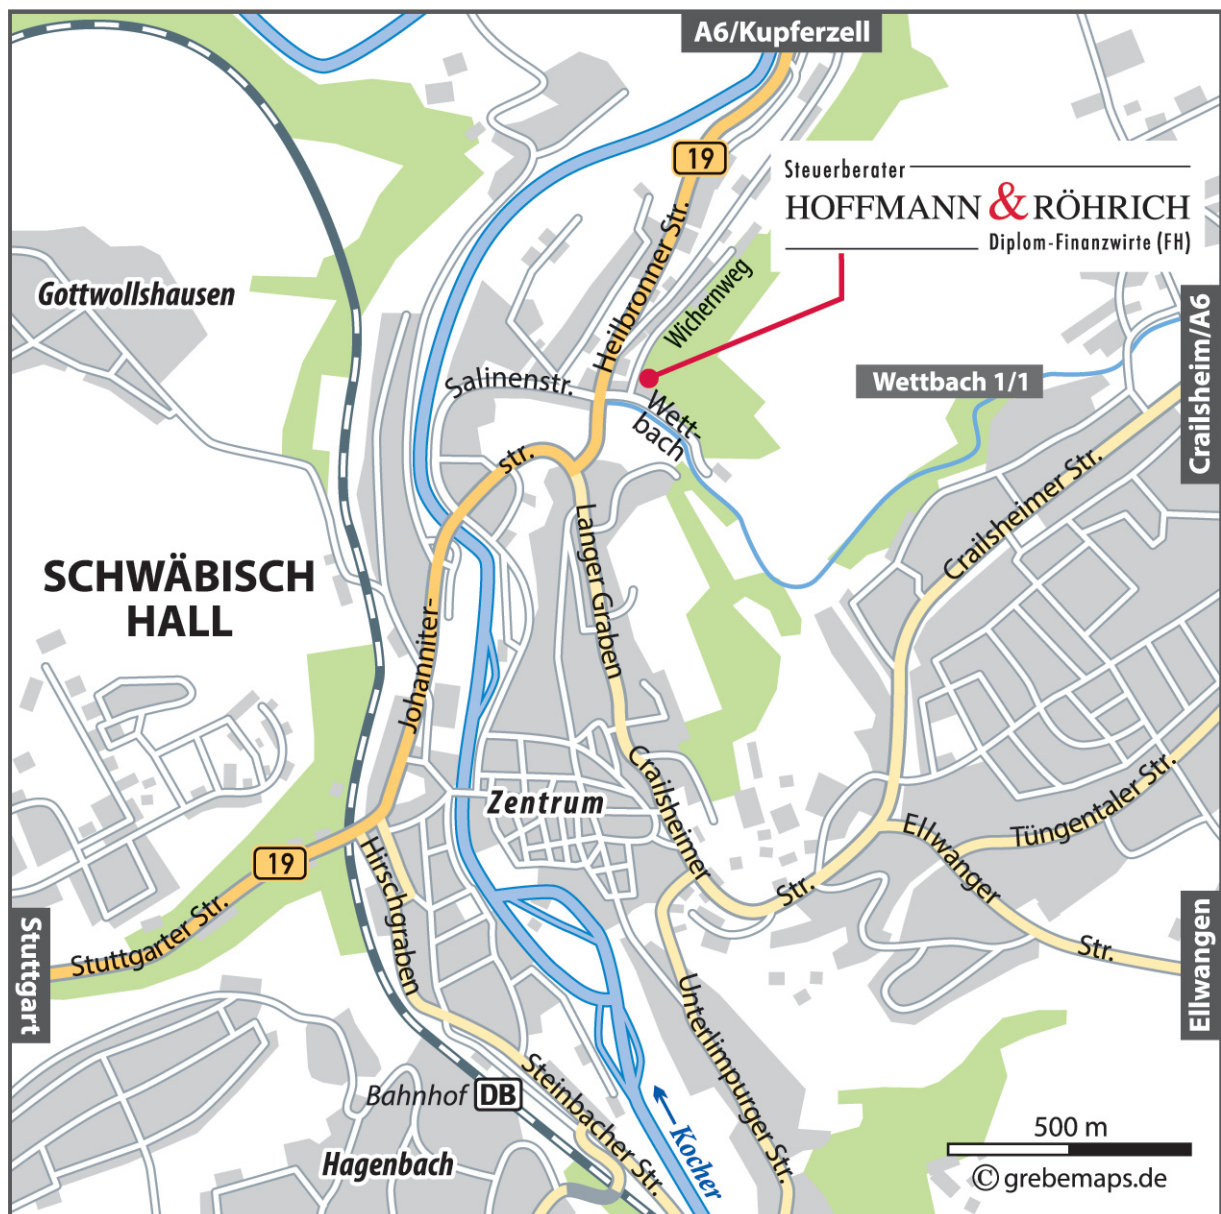 A6/Kupferzell
19
Steuerberater
HOFFMANN & RÖHRICH
Diplom-Finanzwirte (FH)
Heilbronner Str.
Wichernweg
Gottwollshausen
Crailsheim/A6
Wettbach 1/1
Salinenstr.
Wett-
bach
str.
Crailsheimer Str.
Langer Graben
SCHWÄBISCH
HALL
Johanniter-
Zentrum
Crailsheimer
Str.
Tüngentaler Str.
Ellwanger
Str.
19
Hirschgraben
Stuttgarter Str.
Stuttgart
Ellwangen
Unterlimpurger Str.
Steinbacher Str.
Bahnhof DB
Kocher
Hagenbach
500 m
© grebemaps.de